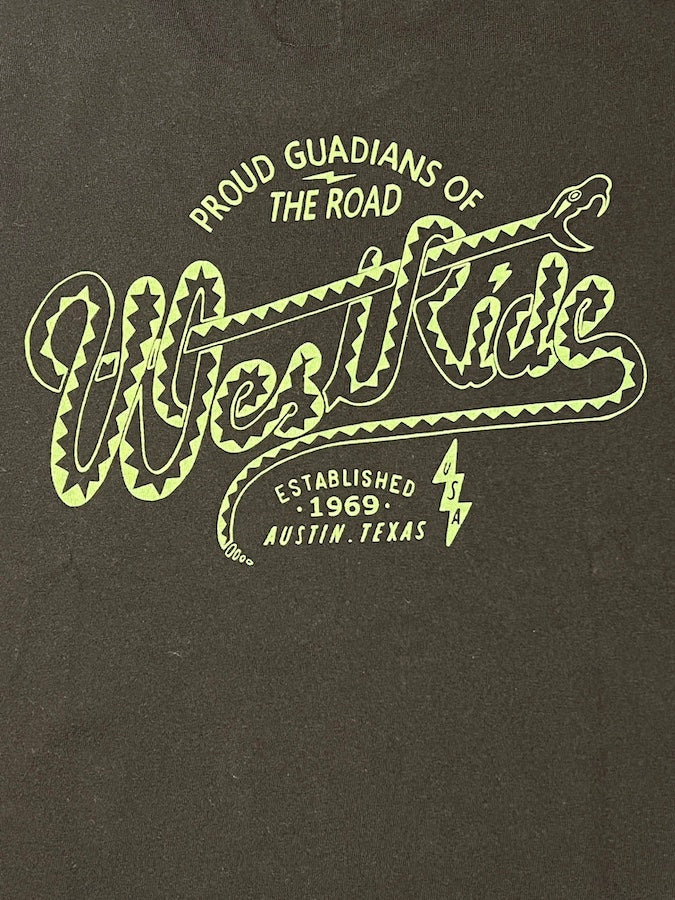 PROUD GUADIANS OF
THE ROAD
WestRide
ESTABLISHED
·1969·
AUSTIN.TEXAS
USA